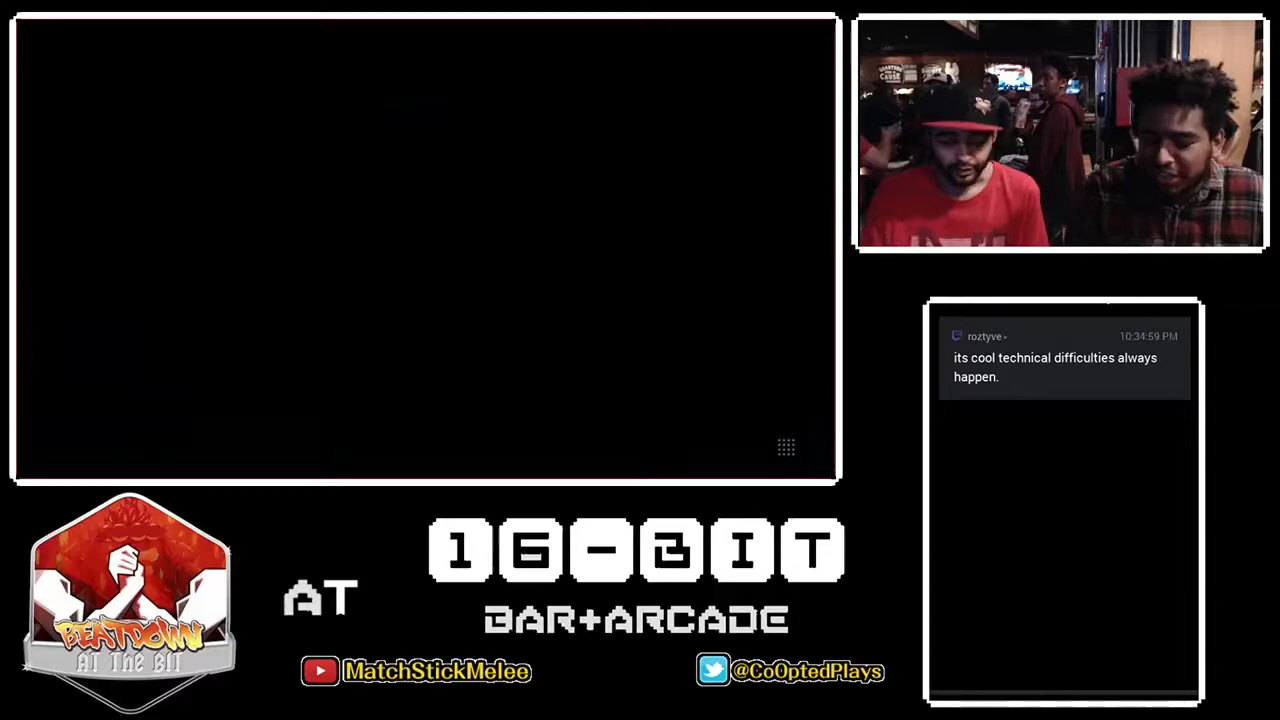 roztyve
10:34:59 PM
its cool technical difficulties always
happen.
BEATDOWN
AT THE BIT
AT
16-BIT
BAR+ARCADE
MatchStickMelee
@CoOptedPlays